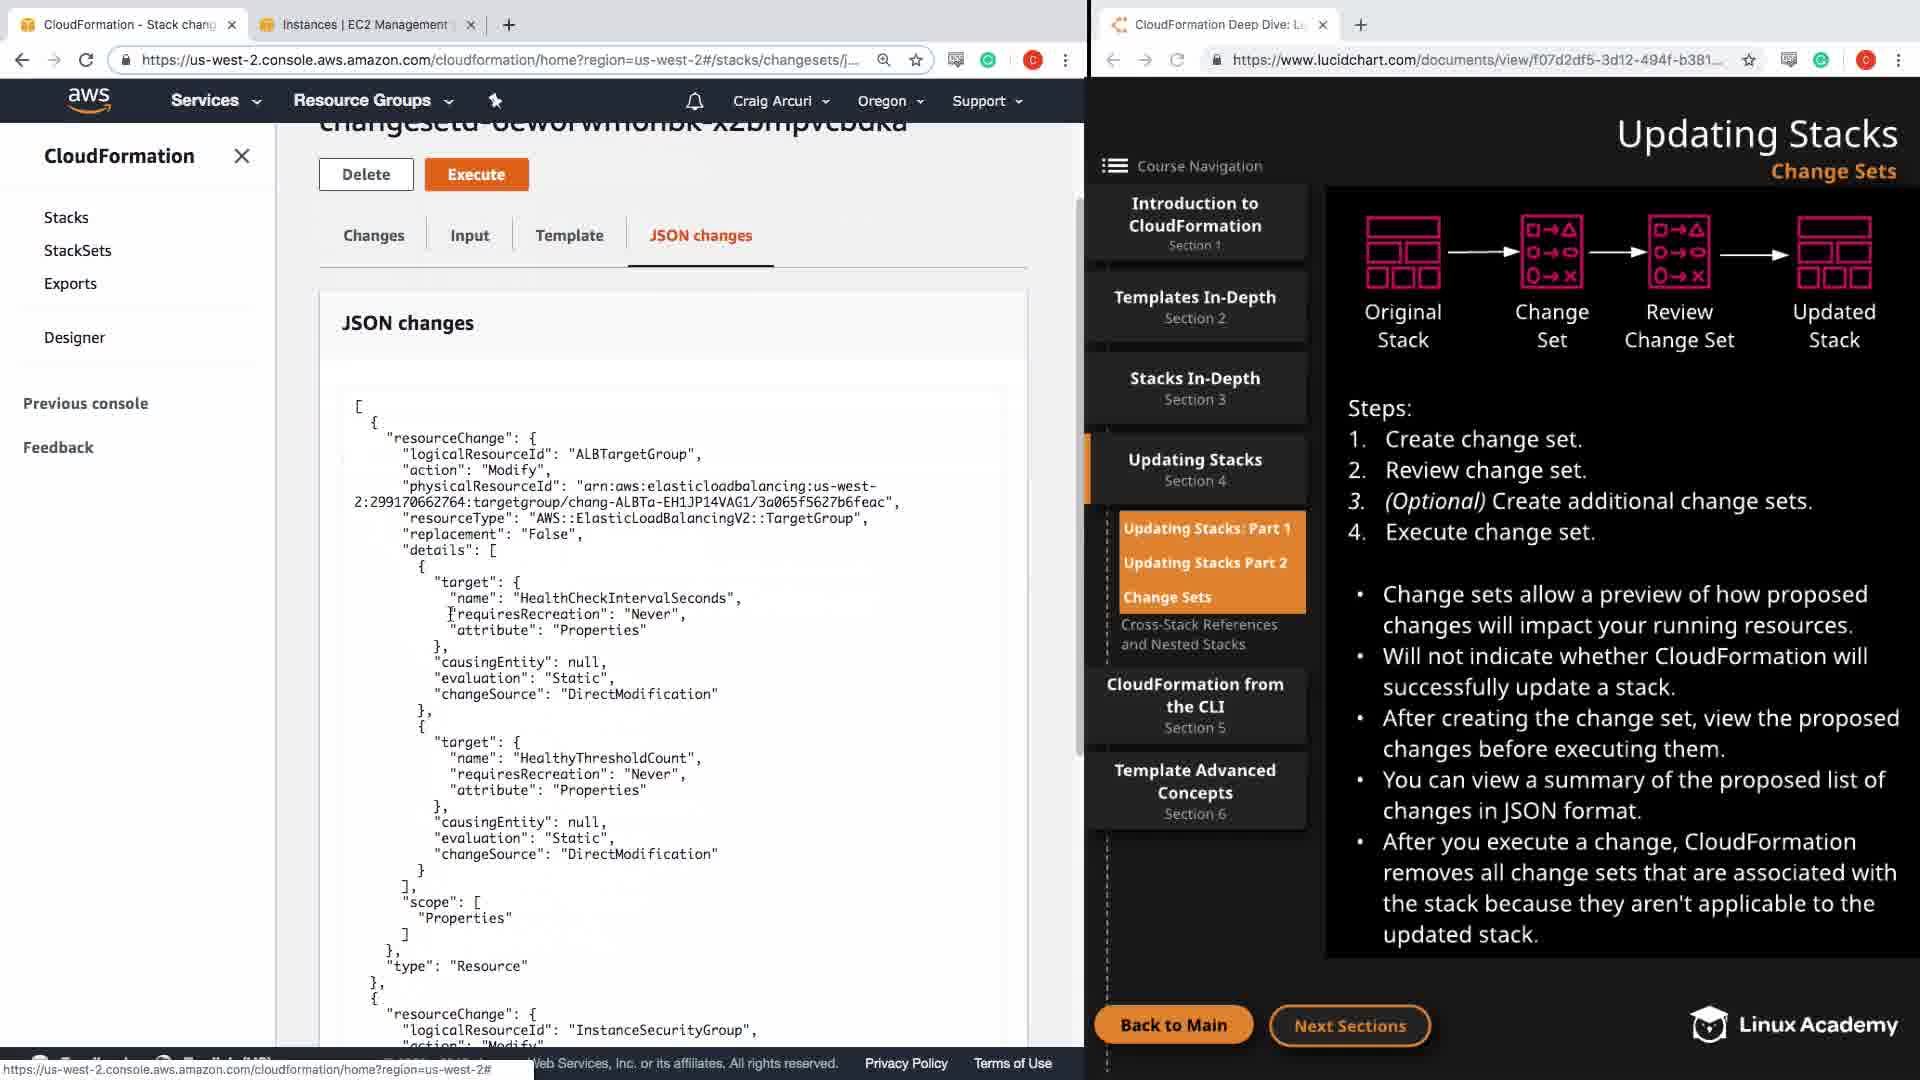 CloudFormation - Stack chang
Instances | EC2 Management
https://us-west-2.console.aws.amazon.com/cloudformation/home?region=us-west-2#/stacks/changesets/j...
C
aws
Services
Resource Groups
Craig Arcuri
Oregon
Support
CloudFormation
Stacks
StackSets
Exports
Designer
Previous console
Feedback
Delete
Execute
Changes
Input
Template
JSON changes
JSON changes
[
{
"resourceChange": {
"logicalResourceId": "ALBTargetGroup",
"action": "Modify",
"physicalResourceId": "arn:aws:elasticloadbalancing:us-west-
2:299170662764:targetgroup/chang-ALBTa-EH1JP14VAG1/3a065f5627b6feac",
"resourceType": "AWS::ElasticLoadBalancingV2::TargetGroup",
"replacement": "False",
"details": [
{
"target": {
"name": "HealthCheckIntervalSeconds",
"requiresRecreation": "Never",
"attribute": "Properties"
},
"causingEntity": null,
"evaluation": "Static",
"changeSource": "DirectModification"
},
{
"target": {
"name": "HealthyThresholdCount",
"requiresRecreation": "Never",
"attribute": "Properties"
},
"causingEntity": null,
"evaluation": "Static",
"changeSource": "DirectModification"
}
],
"scope": [
"Properties"
]
},
"type": "Resource"
},
{
"resourceChange": {
"logicalResourceId": "InstanceSecurityGroup",
"action": "Modify",
Web Services, Inc. or its affiliates. All rights reserved.
Privacy Policy
Terms of Use
https://us-west-2.console.aws.amazon.com/cloudformation/home?region=us-west-2#
CloudFormation Deep Dive: Le
https://www.lucidchart.com/documents/view/f07d2df5-3d12-494f-b381...
C
Updating Stacks
Change Sets
Course Navigation
Introduction to
CloudFormation
Section 1
Templates In-Depth
Section 2
Stacks In-Depth
Section 3
Updating Stacks
Section 4
Updating Stacks: Part 1
Updating Stacks Part 2
Change Sets
Cross-Stack References
and Nested Stacks
CloudFormation from
the CLI
Section 5
Template Advanced
Concepts
Section 6
Back to Main
Next Sections
Original
Stack
Change
Set
Review
Change Set
Updated
Stack
Steps:
1. Create change set.
2. Review change set.
3. (Optional) Create additional change sets.
4. Execute change set.
• Change sets allow a preview of how proposed
changes will impact your running resources.
• Will not indicate whether CloudFormation will
successfully update a stack.
• After creating the change set, view the proposed
changes before executing them.
• You can view a summary of the proposed list of
changes in JSON format.
• After you execute a change, CloudFormation
removes all change sets that are associated with
the stack because they aren't applicable to the
updated stack.
Linux Academy